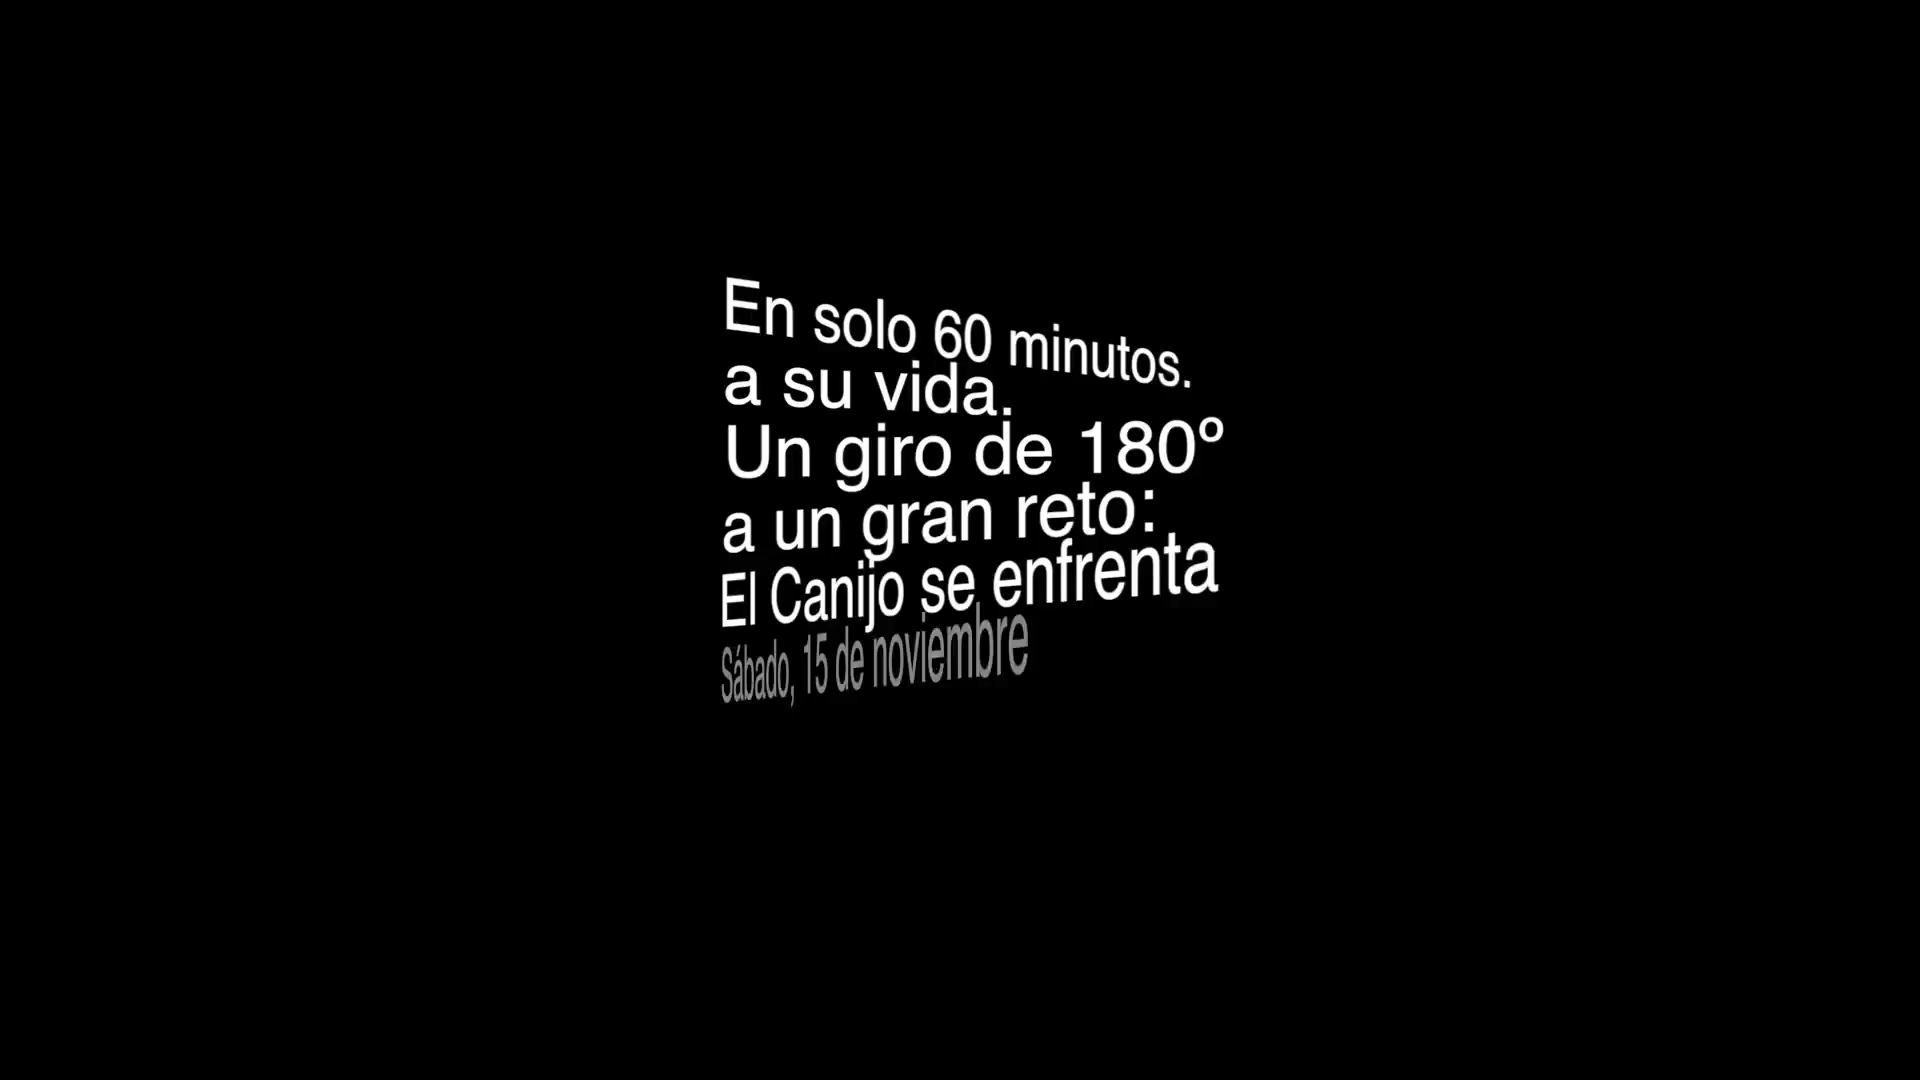 En solo 60 minutos.
a su vida.
Un giro de 180º
a un gran reto:
El Canijo se enfrenta
Sábado, 15 de noviembre